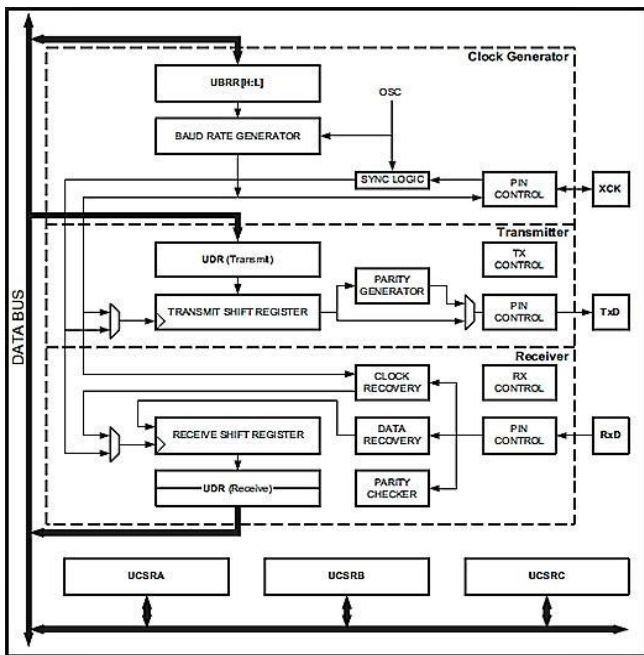 Clock Generator
UBRR[H:L]
OSC
BAUD RATE GENERATOR
SYNC LOGIC
PIN
CONTROL
XCK
Transmitter
UDR (Transmit)
TX
CONTROL
PARITY
GENERATOR
TRANSMIT SHIFT REGISTER
PIN
CONTROL
TxD
DATA BUS
Receiver
CLOCK
RECOVERY
RX
CONTROL
RECEIVE SHIFT REGISTER
DATA
RECOVERY
PIN
CONTROL
RxD
UDR (Receive)
PARITY
CHECKER
UCSRA
UCSRB
UCSRC